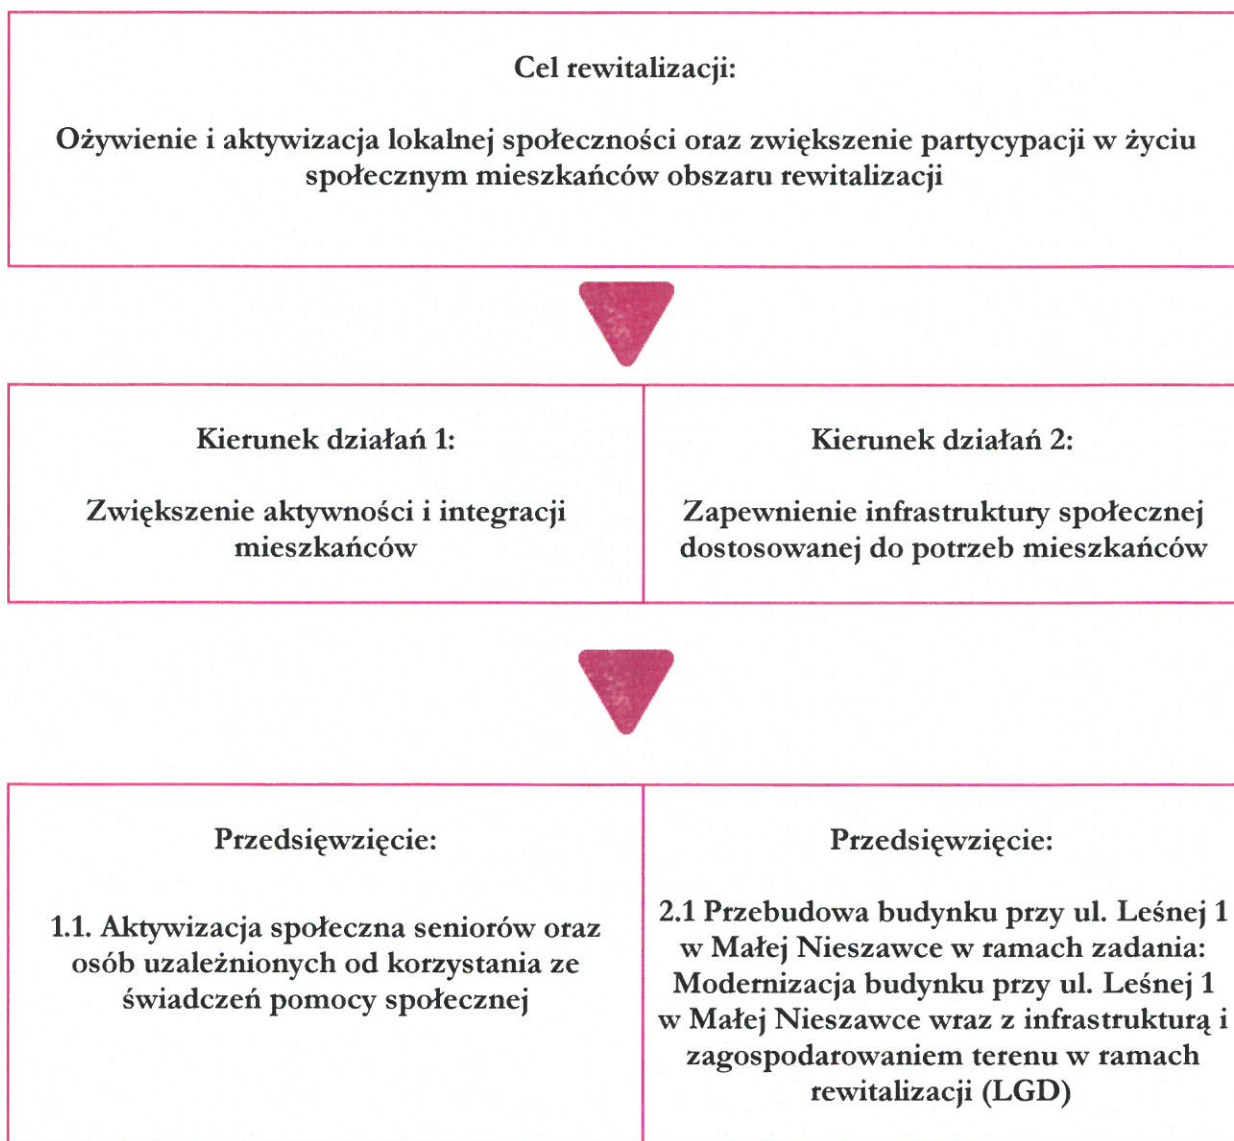 Cel rewitalizacji:
Ożywienie i aktywizacja lokalnej społeczności oraz zwiększenie partycypacji w życiu
społecznym mieszkańców obszaru rewitalizacji
Kierunek działań 1:
Zwiększenie aktywności i integracji
mieszkańców
Kierunek działań 2:
Zapewnienie infrastruktury społecznej
dostosowanej do potrzeb mieszkańców
Przedsięwzięcie:
1.1. Aktywizacja społeczna seniorów oraz
osób uzależnionych od korzystania ze
świadczeń pomocy społecznej
Przedsięwzięcie:
2.1 Przebudowa budynku przy ul. Leśnej 1
w Małej Nieszawce w ramach zadania:
Modernizacja budynku przy ul. Leśnej 1
w Małej Nieszawce wraz z infrastrukturą i
zagospodarowaniem terenu w ramach
rewitalizacji (LGD)